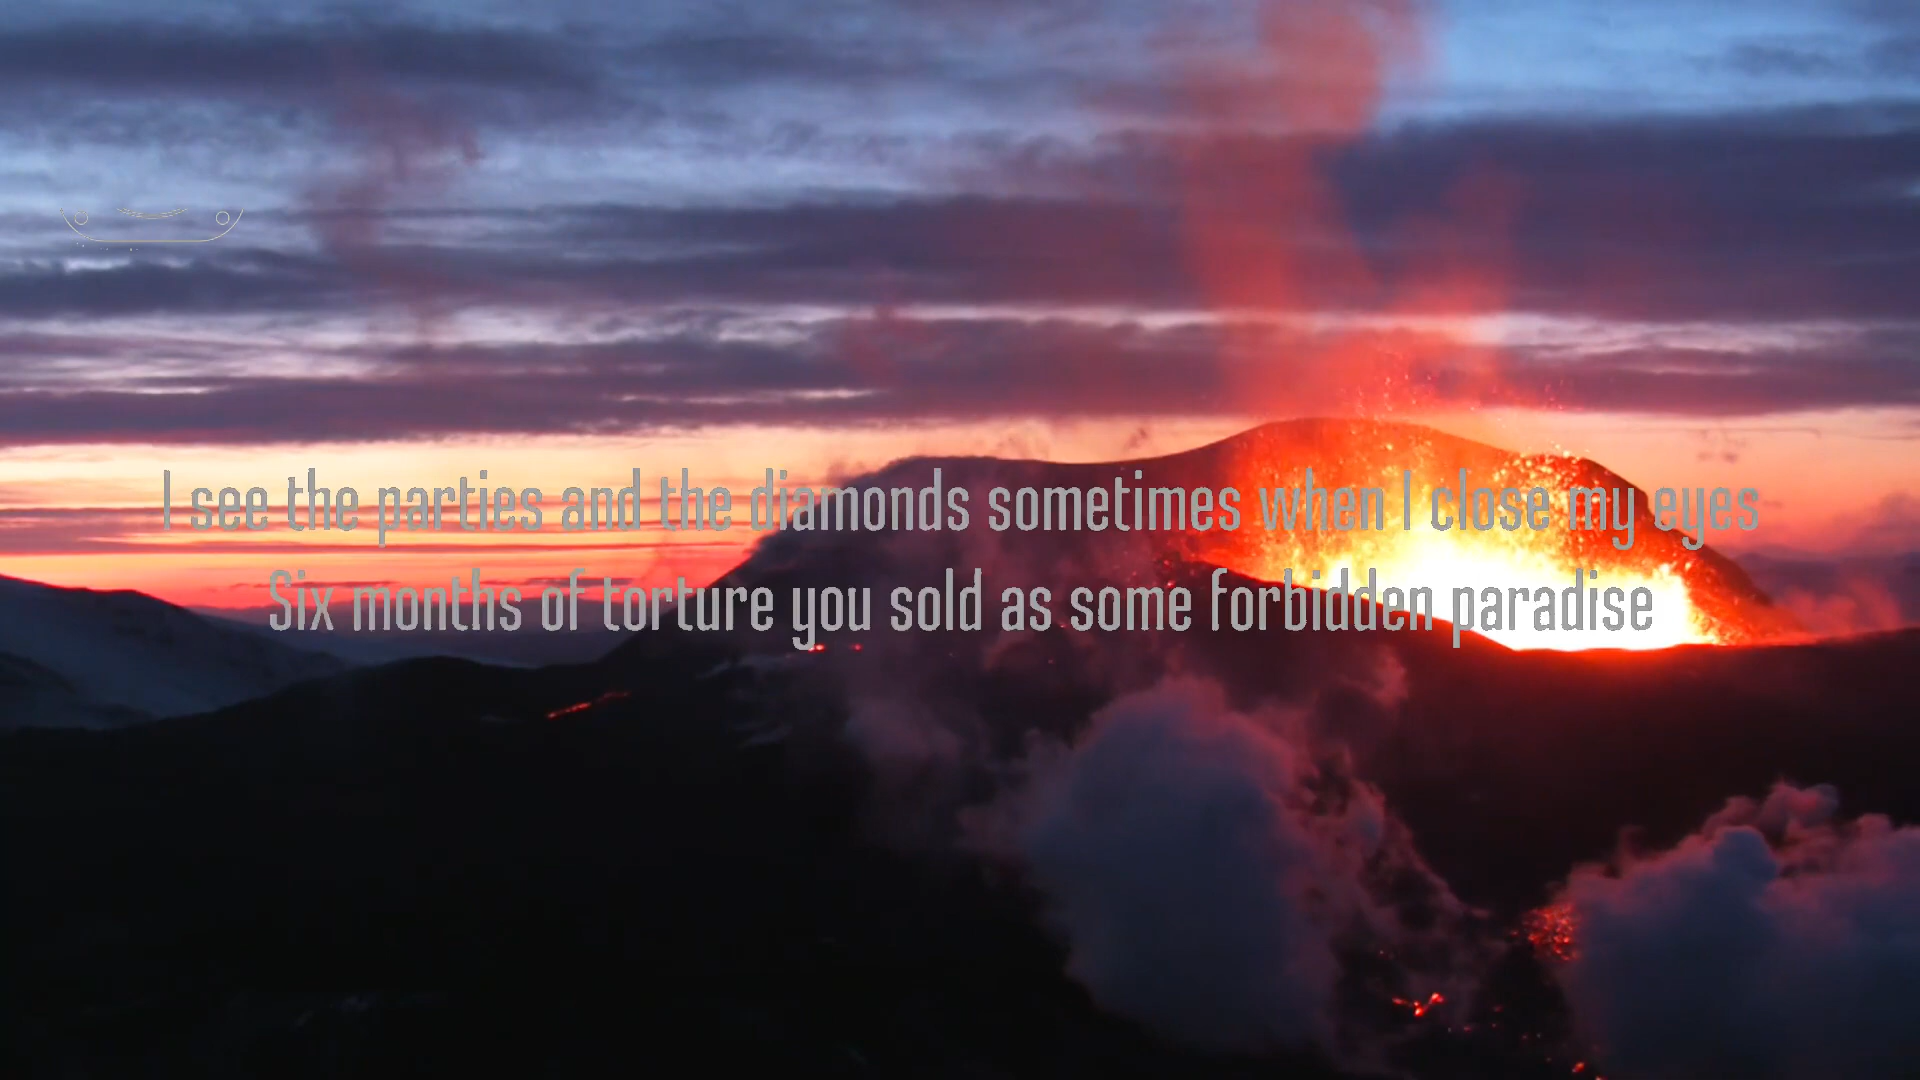 I see the parties and the diamonds sometimes when I close my eyes
Six months of torture you sold as some forbidden paradise